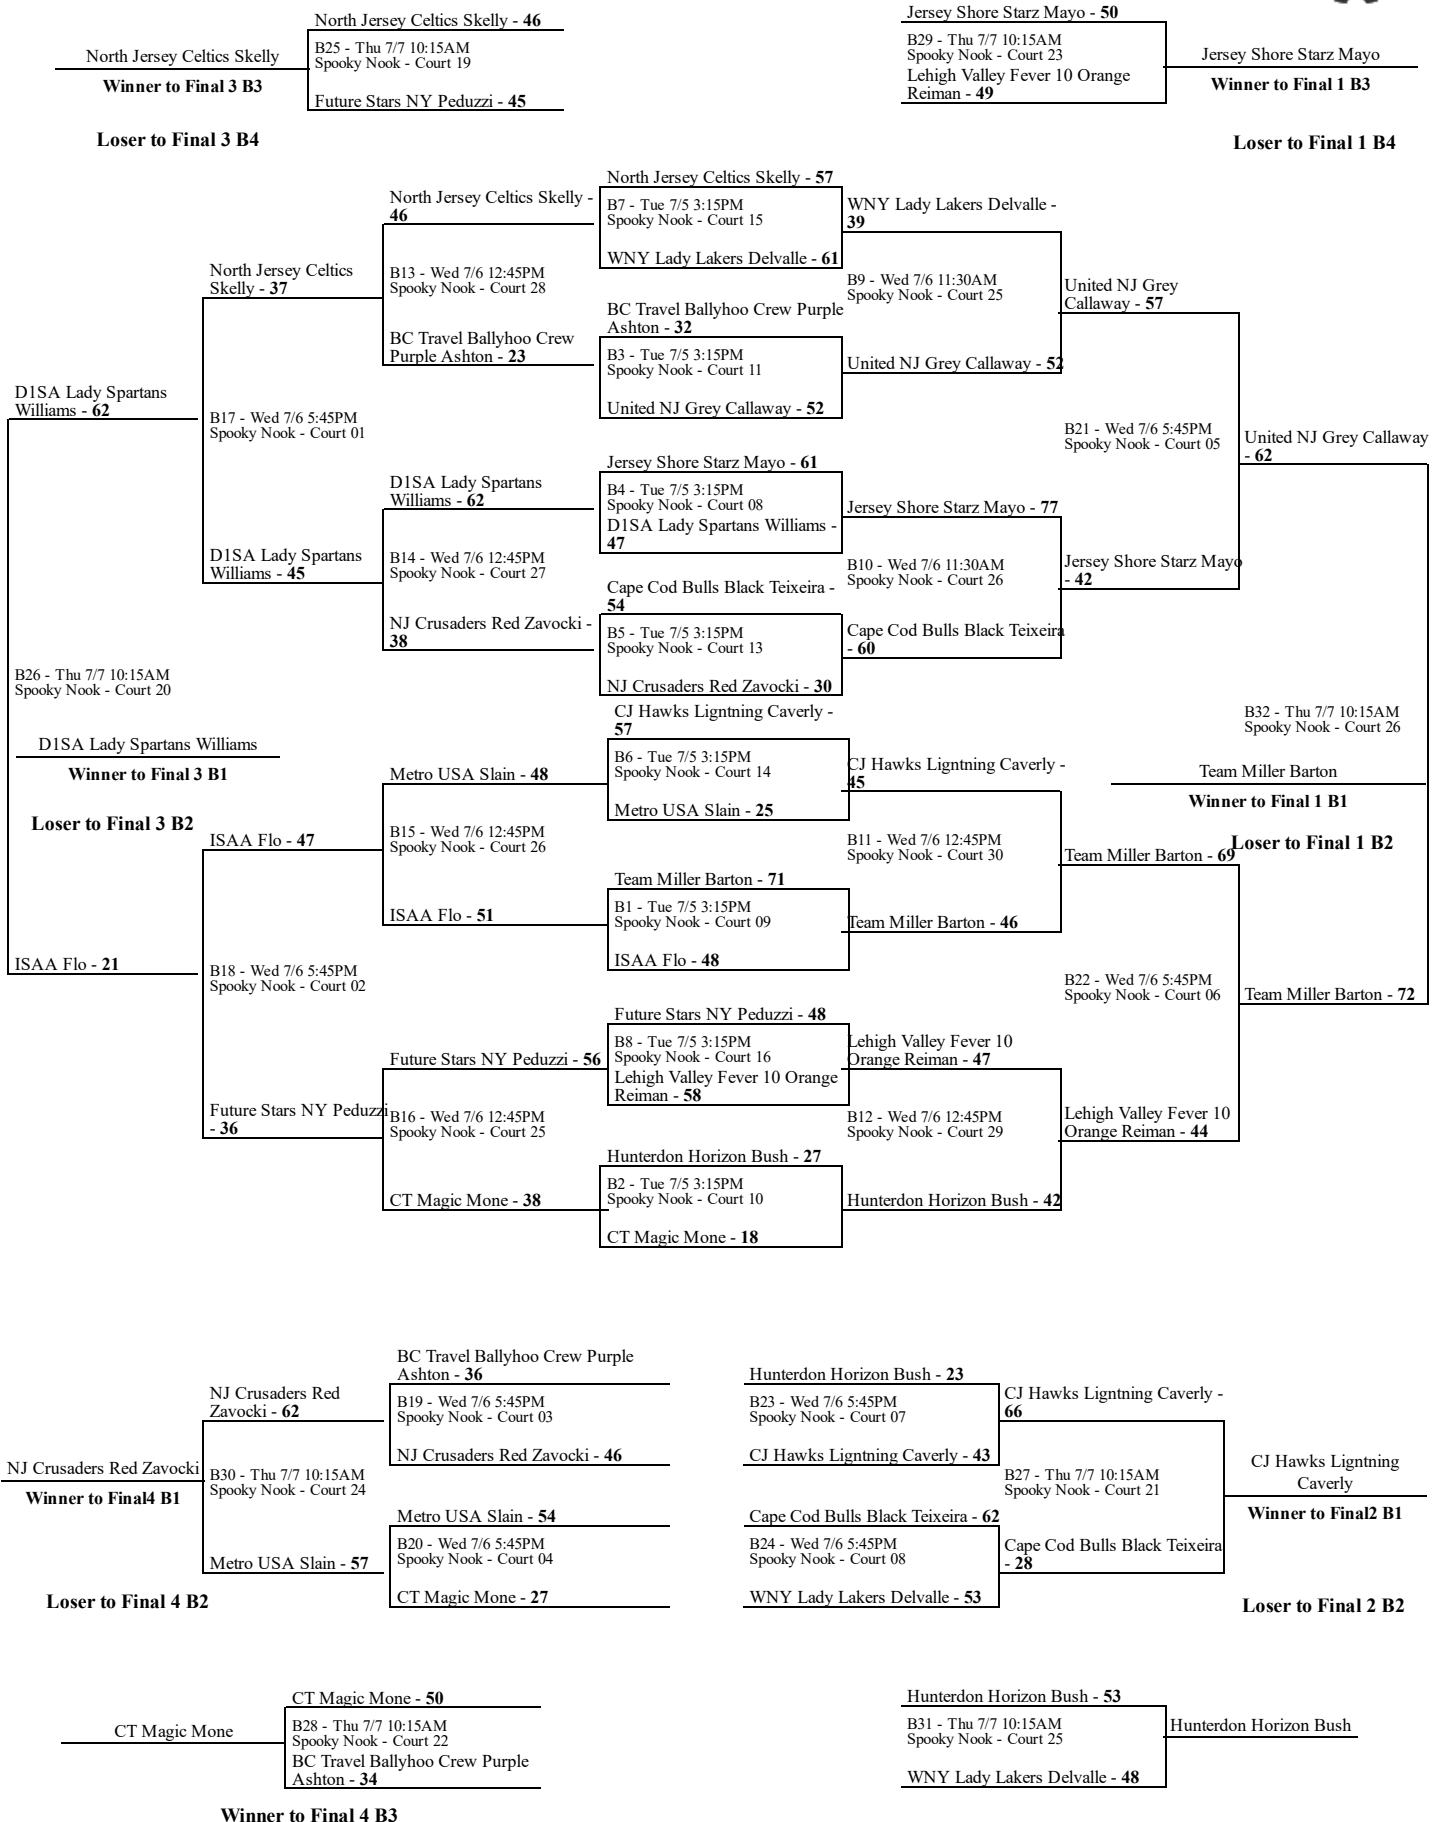 North Jersey Celtics Skelly - 46
B25 - Thu 7/7 10:15AM
Spooky Nook - Court 19
Future Stars NY Peduzzi - 45
North Jersey Celtics Skelly
Winner to Final 3 B3
Loser to Final 3 B4
Jersey Shore Starz Mayo - 50
B29 - Thu 7/7 10:15AM
Spooky Nook - Court 23
Lehigh Valley Fever 10 Orange
Reiman - 49
Jersey Shore Starz Mayo
Winner to Final 1 B3
Loser to Final 1 B4
North Jersey Celtics Skelly - 57
B7 - Tue 7/5 3:15PM
Spooky Nook - Court 15
WNY Lady Lakers Delvalle - 61
BC Travel Ballyhoo Crew Purple
Ashton - 32
B3 - Tue 7/5 3:15PM
Spooky Nook - Court 11
United NJ Grey Callaway - 52
Jersey Shore Starz Mayo - 61
B4 - Tue 7/5 3:15PM
Spooky Nook - Court 08
D1SA Lady Spartans Williams -
47
Cape Cod Bulls Black Teixeira -
54
B5 - Tue 7/5 3:15PM
Spooky Nook - Court 13
NJ Crusaders Red Zavocki - 30
CJ Hawks Ligntning Caverly -
57
B6 - Tue 7/5 3:15PM
Spooky Nook - Court 14
Metro USA Slain - 25
Team Miller Barton - 71
B1 - Tue 7/5 3:15PM
Spooky Nook - Court 09
ISAA Flo - 48
Future Stars NY Peduzzi - 48
B8 - Tue 7/5 3:15PM
Spooky Nook - Court 16
Lehigh Valley Fever 10 Orange
Reiman - 58
Hunterdon Horizon Bush - 27
B2 - Tue 7/5 3:15PM
Spooky Nook - Court 10
CT Magic Mone - 18
North Jersey Celtics Skelly -
46
B13 - Wed 7/6 12:45PM
Spooky Nook - Court 28
BC Travel Ballyhoo Crew
Purple Ashton - 23
D1SA Lady Spartans
Williams - 62
B14 - Wed 7/6 12:45PM
Spooky Nook - Court 27
NJ Crusaders Red Zavocki -
38
Metro USA Slain - 48
B15 - Wed 7/6 12:45PM
Spooky Nook - Court 26
ISAA Flo - 51
Future Stars NY Peduzzi - 56
B16 - Wed 7/6 12:45PM
Spooky Nook - Court 25
CT Magic Mone - 38
North Jersey Celtics
Skelly - 37
B17 - Wed 7/6 5:45PM
Spooky Nook - Court 01
D1SA Lady Spartans
Williams - 45
ISAA Flo - 47
B18 - Wed 7/6 5:45PM
Spooky Nook - Court 02
Future Stars NY Peduzzi
- 36
D1SA Lady Spartans
Williams - 62
B26 - Thu 7/7 10:15AM
Spooky Nook - Court 20
D1SA Lady Spartans Williams
Winner to Final 3 B1
Loser to Final 3 B2
ISAA Flo - 21
WNY Lady Lakers Delvalle -
39
B9 - Wed 7/6 11:30AM
Spooky Nook - Court 25
United NJ Grey Callaway - 52
Jersey Shore Starz Mayo - 77
B10 - Wed 7/6 11:30AM
Spooky Nook - Court 26
Cape Cod Bulls Black Teixeira
- 60
CJ Hawks Ligntning Caverly -
45
B11 - Wed 7/6 12:45PM
Spooky Nook - Court 30
Team Miller Barton - 46
Lehigh Valley Fever 10
Orange Reiman - 47
B12 - Wed 7/6 12:45PM
Spooky Nook - Court 29
Hunterdon Horizon Bush - 42
United NJ Grey
Callaway - 57
B21 - Wed 7/6 5:45PM
Spooky Nook - Court 05
Jersey Shore Starz Mayo
- 42
Team Miller Barton - 69
B22 - Wed 7/6 5:45PM
Spooky Nook - Court 06
Lehigh Valley Fever 10
Orange Reiman - 44
United NJ Grey Callaway
- 62
B32 - Thu 7/7 10:15AM
Spooky Nook - Court 26
Team Miller Barton
Winner to Final 1 B1
Loser to Final 1 B2
Team Miller Barton - 72
BC Travel Ballyhoo Crew Purple
Ashton - 36
B19 - Wed 7/6 5:45PM
Spooky Nook - Court 03
NJ Crusaders Red Zavocki - 46
Metro USA Slain - 54
B20 - Wed 7/6 5:45PM
Spooky Nook - Court 04
CT Magic Mone - 27
NJ Crusaders Red
Zavocki - 62
B30 - Thu 7/7 10:15AM
Spooky Nook - Court 24
Metro USA Slain - 57
NJ Crusaders Red Zavocki
Winner to Final4 B1
Loser to Final 4 B2
Hunterdon Horizon Bush - 23
B23 - Wed 7/6 5:45PM
Spooky Nook - Court 07
CJ Hawks Ligntning Caverly - 43
Cape Cod Bulls Black Teixeira - 62
B24 - Wed 7/6 5:45PM
Spooky Nook - Court 08
WNY Lady Lakers Delvalle - 53
CJ Hawks Ligntning Caverly -
66
B27 - Thu 7/7 10:15AM
Spooky Nook - Court 21
Cape Cod Bulls Black Teixeira
- 28
CJ Hawks Ligntning
Caverly
Winner to Final2 B1
Loser to Final 2 B2
CT Magic Mone - 50
B28 - Thu 7/7 10:15AM
Spooky Nook - Court 22
BC Travel Ballyhoo Crew Purple
Ashton - 34
CT Magic Mone
Winner to Final 4 B3
Hunterdon Horizon Bush - 53
B31 - Thu 7/7 10:15AM
Spooky Nook - Court 25
WNY Lady Lakers Delvalle - 48
Hunterdon Horizon Bush